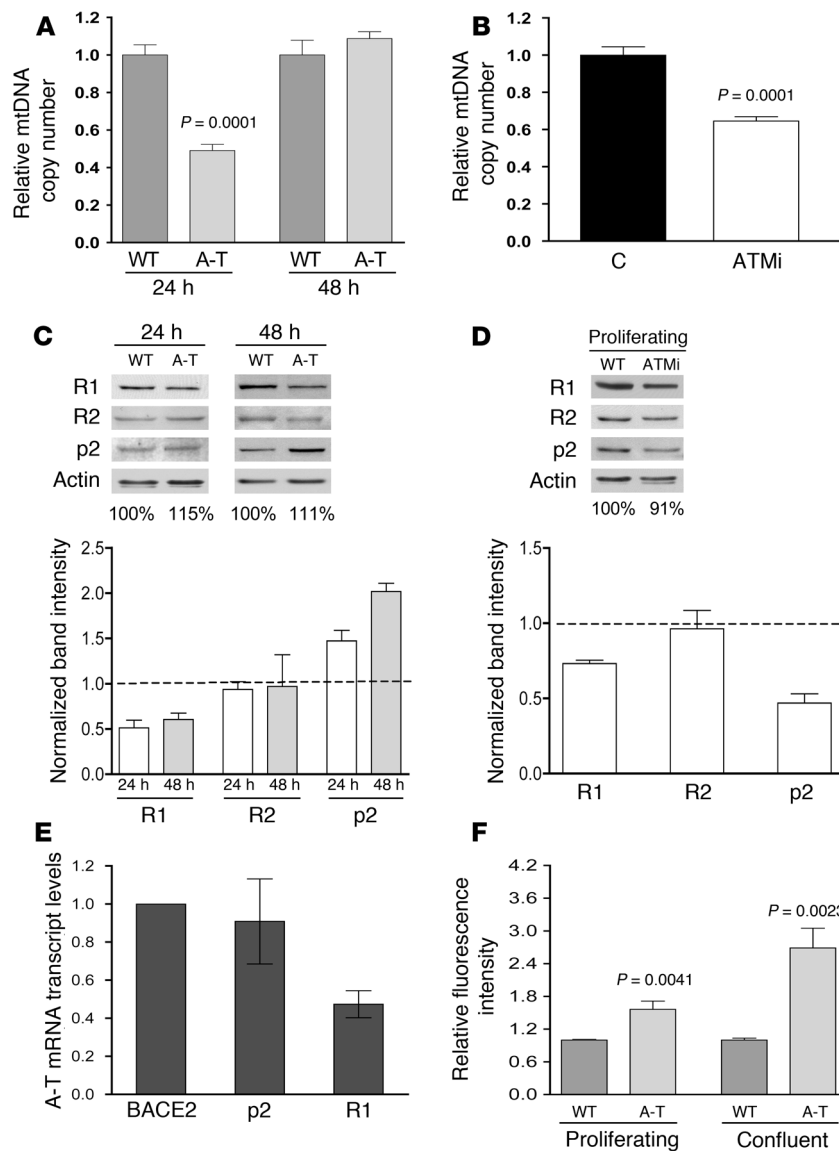 A
Relative mtDNA copy number
1.2
1.0
0.8
0.6
0.4
0.2
0.0
P = 0.0001
WT A-T WT A-T
24 h 48 h
B
Relative mtDNA copy number
1.2
1.0
0.8
0.6
0.4
0.2
0.0
P = 0.0001
C ATMi
C
24 h 48 h
WT A-T WT A-T
R1
R2
p2
Actin
100% 115% 100% 111%
Normalized band intensity
2.5
2.0
1.5
1.0
0.5
0.0
24 h 48 h 24 h 48 h 24 h 48 h
R1 R2 p2
D
Proliferating
WT ATMi
R1
R2
p2
Actin
100% 91%
Normalized band intensity
1.5
1.0
0.5
0.0
R1 R2 p2
E
A-T mRNA transcript levels
1.2
1.0
0.8
0.6
0.4
0.2
0.0
BACE2 p2 R1
F
Relative fluorescence intensity
4.2
3.6
3.0
2.4
1.8
1.2
0.6
0.0
P = 0.0041
P = 0.0023
WT A-T WT A-T
Proliferating Confluent